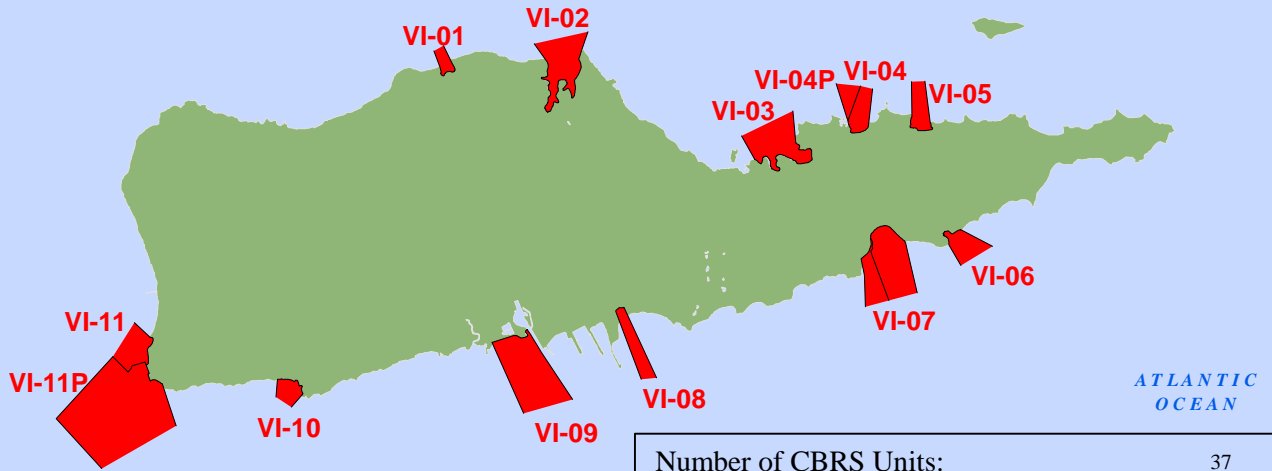 VI-01
VI-02
VI-03
VI-04P
VI-04
VI-05
VI-06
VI-07
VI-08
VI-09
VI-10
VI-11
VI-11P
ATLANTIC
OCEAN
Number of CBRS Units: 37